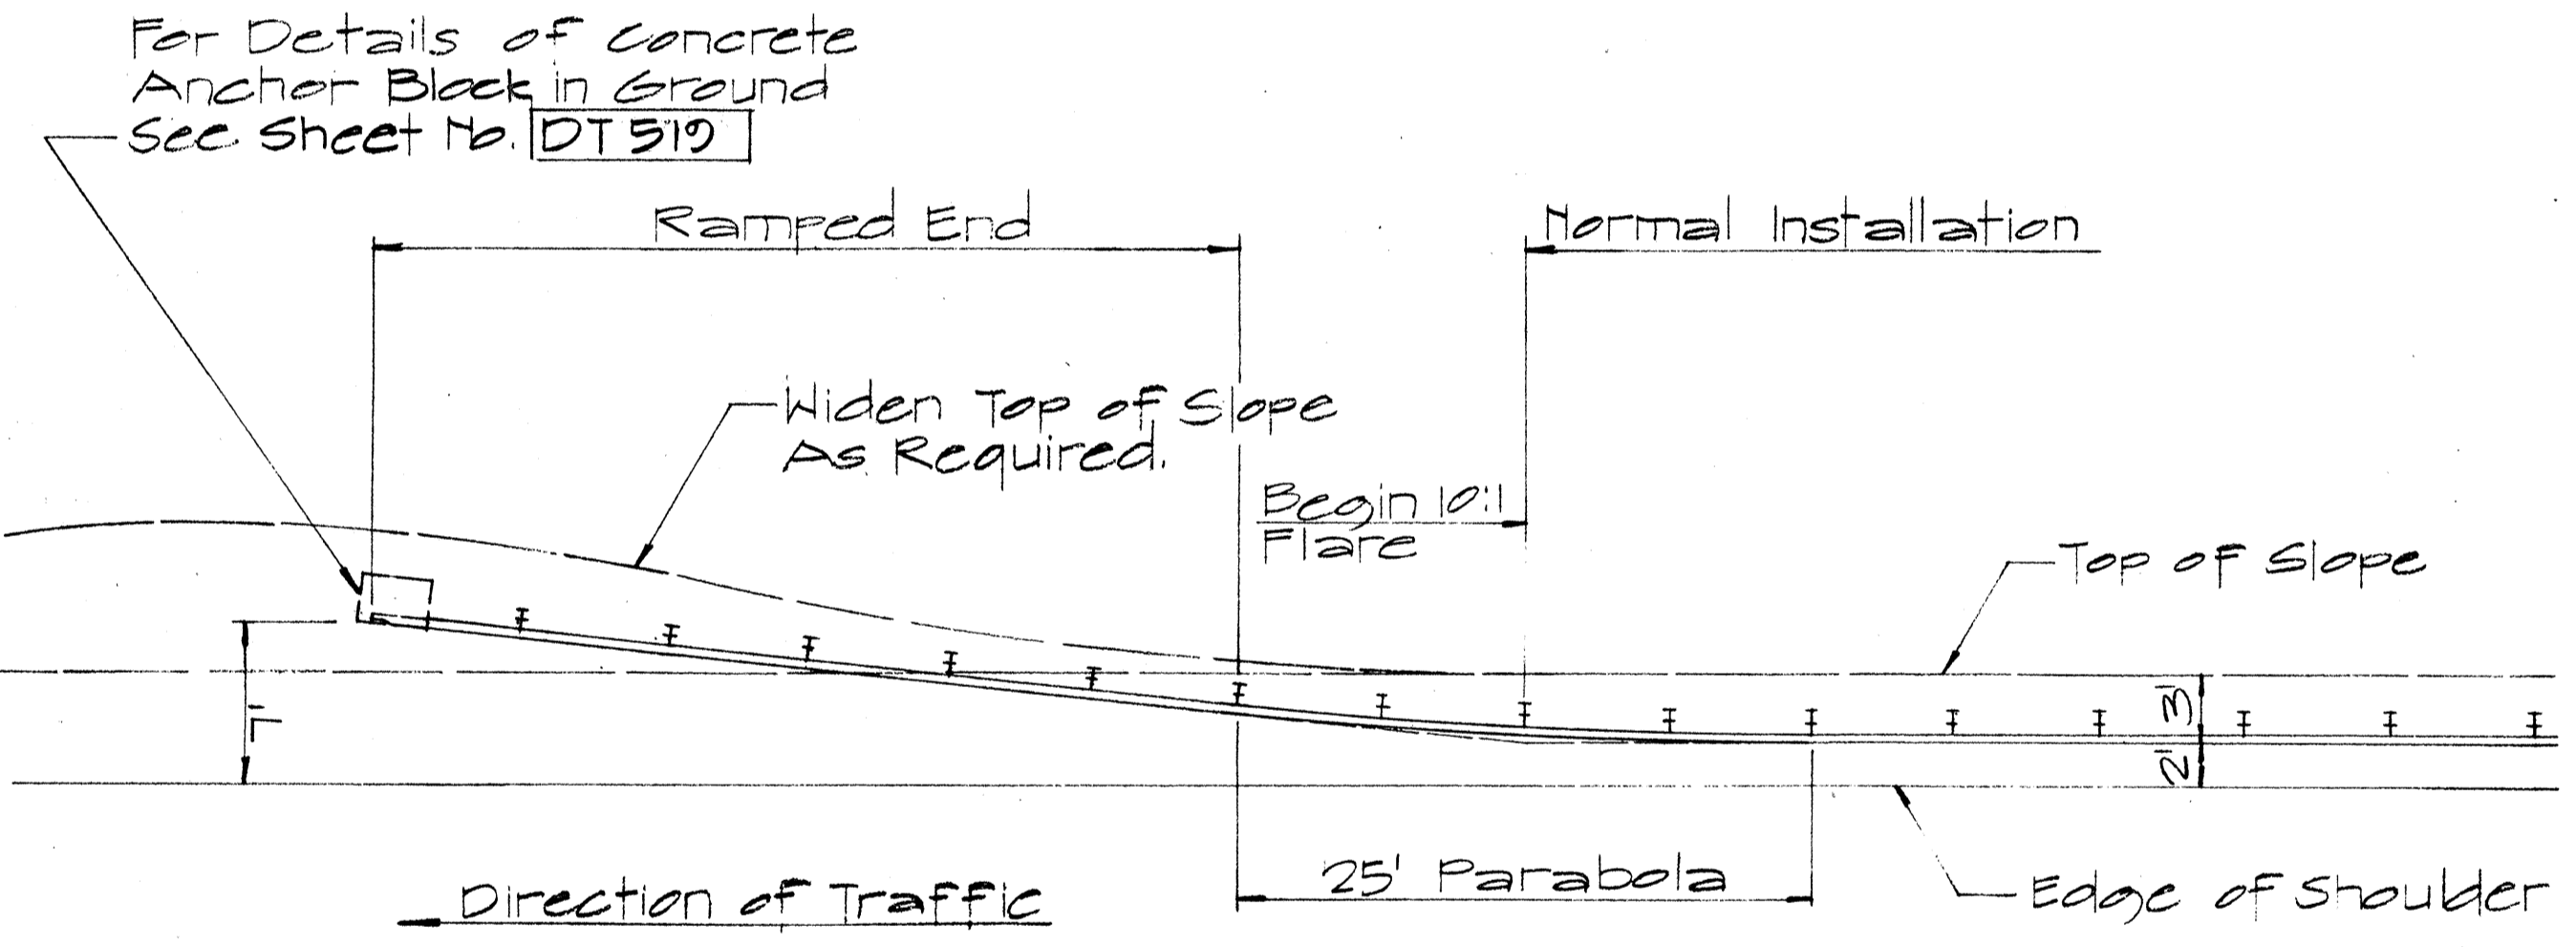 For Details of Concrete
Anchor Block in Ground
See Sheet No. DT 519
Ramped End
Normal Installation
Widen Top of Slope
As Required.
Begin 10:1
Flare
Top of Slope
7'
3'
2'
25' Parabola
Direction of Traffic
Edge of Shoulder